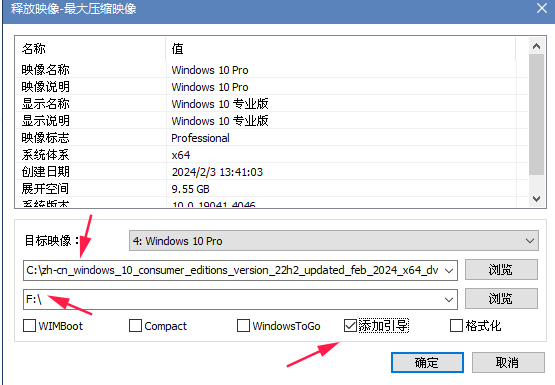 释放映像-最大压缩映像
名称 值
映像名称 Windows 10 Pro
映像说明 Windows 10 Pro
显示名称 Windows 10 专业版
显示说明 Windows 10 专业版
映像标志 Professional
系统体系 x64
创建日期 2024/2/3 13:41:03
展开空间 9.55 GB
系统版本 10.0.19041.4046
目标映像： 4: Windows 10 Pro
C:\zh-cn_windows_10_consumer_editions_version_22h2_updated_feb_2024_x64_dv 浏览
F:\ 浏览
WIMBoot Compact WindowsToGo 添加引导 格式化
确定 取消